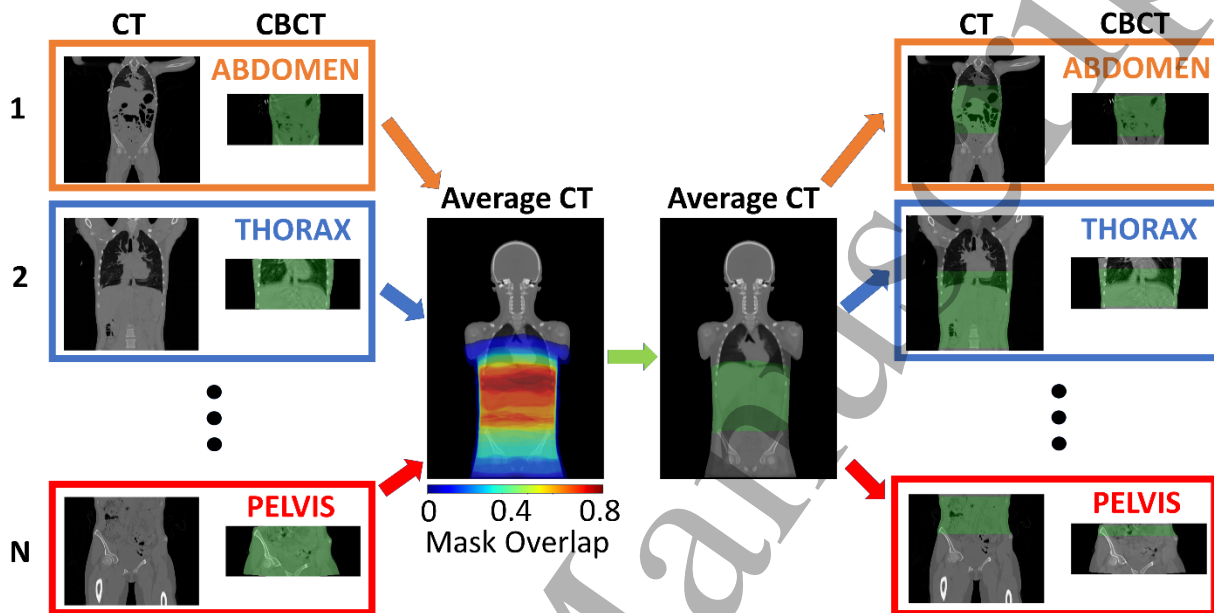 CT CBCT
ABDOMEN
1
THORAX
2
PELVIS
N
Average CT
0 0.4 0.8
Mask Overlap
Average CT
CT CBCT
ABDOMEN
THORAX
PELVIS